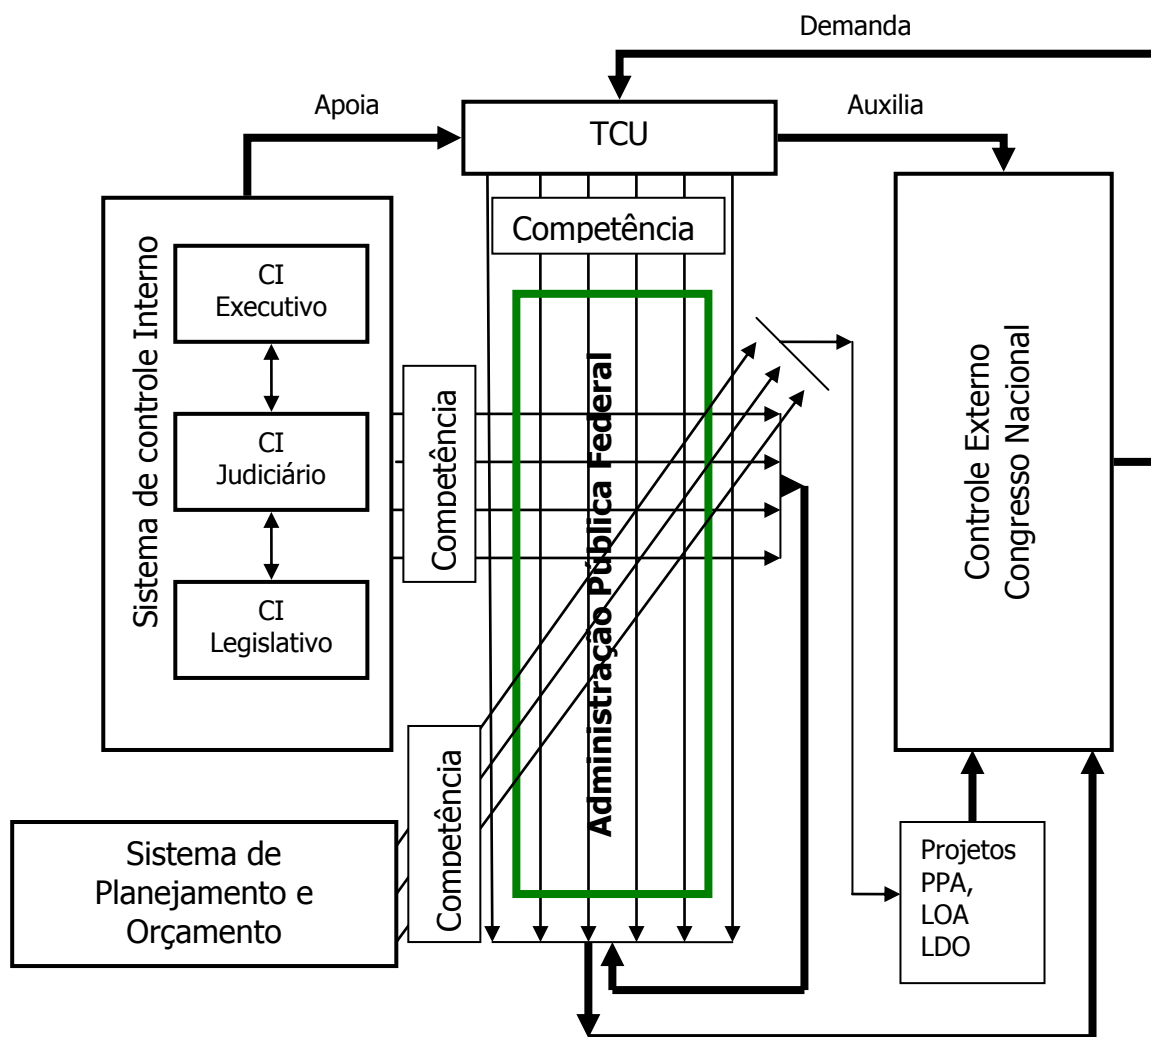 Demanda
Apoia
Auxilia
TCU
Competência
Sistema de controle Interno
CI
Executivo
CI
Judiciário
CI
Legislativo
Competência
Administração Pública Federal
Controle Externo
Congresso Nacional
Competência
Sistema de
Planejamento e
Orçamento
Projetos
PPA,
LOA
LDO